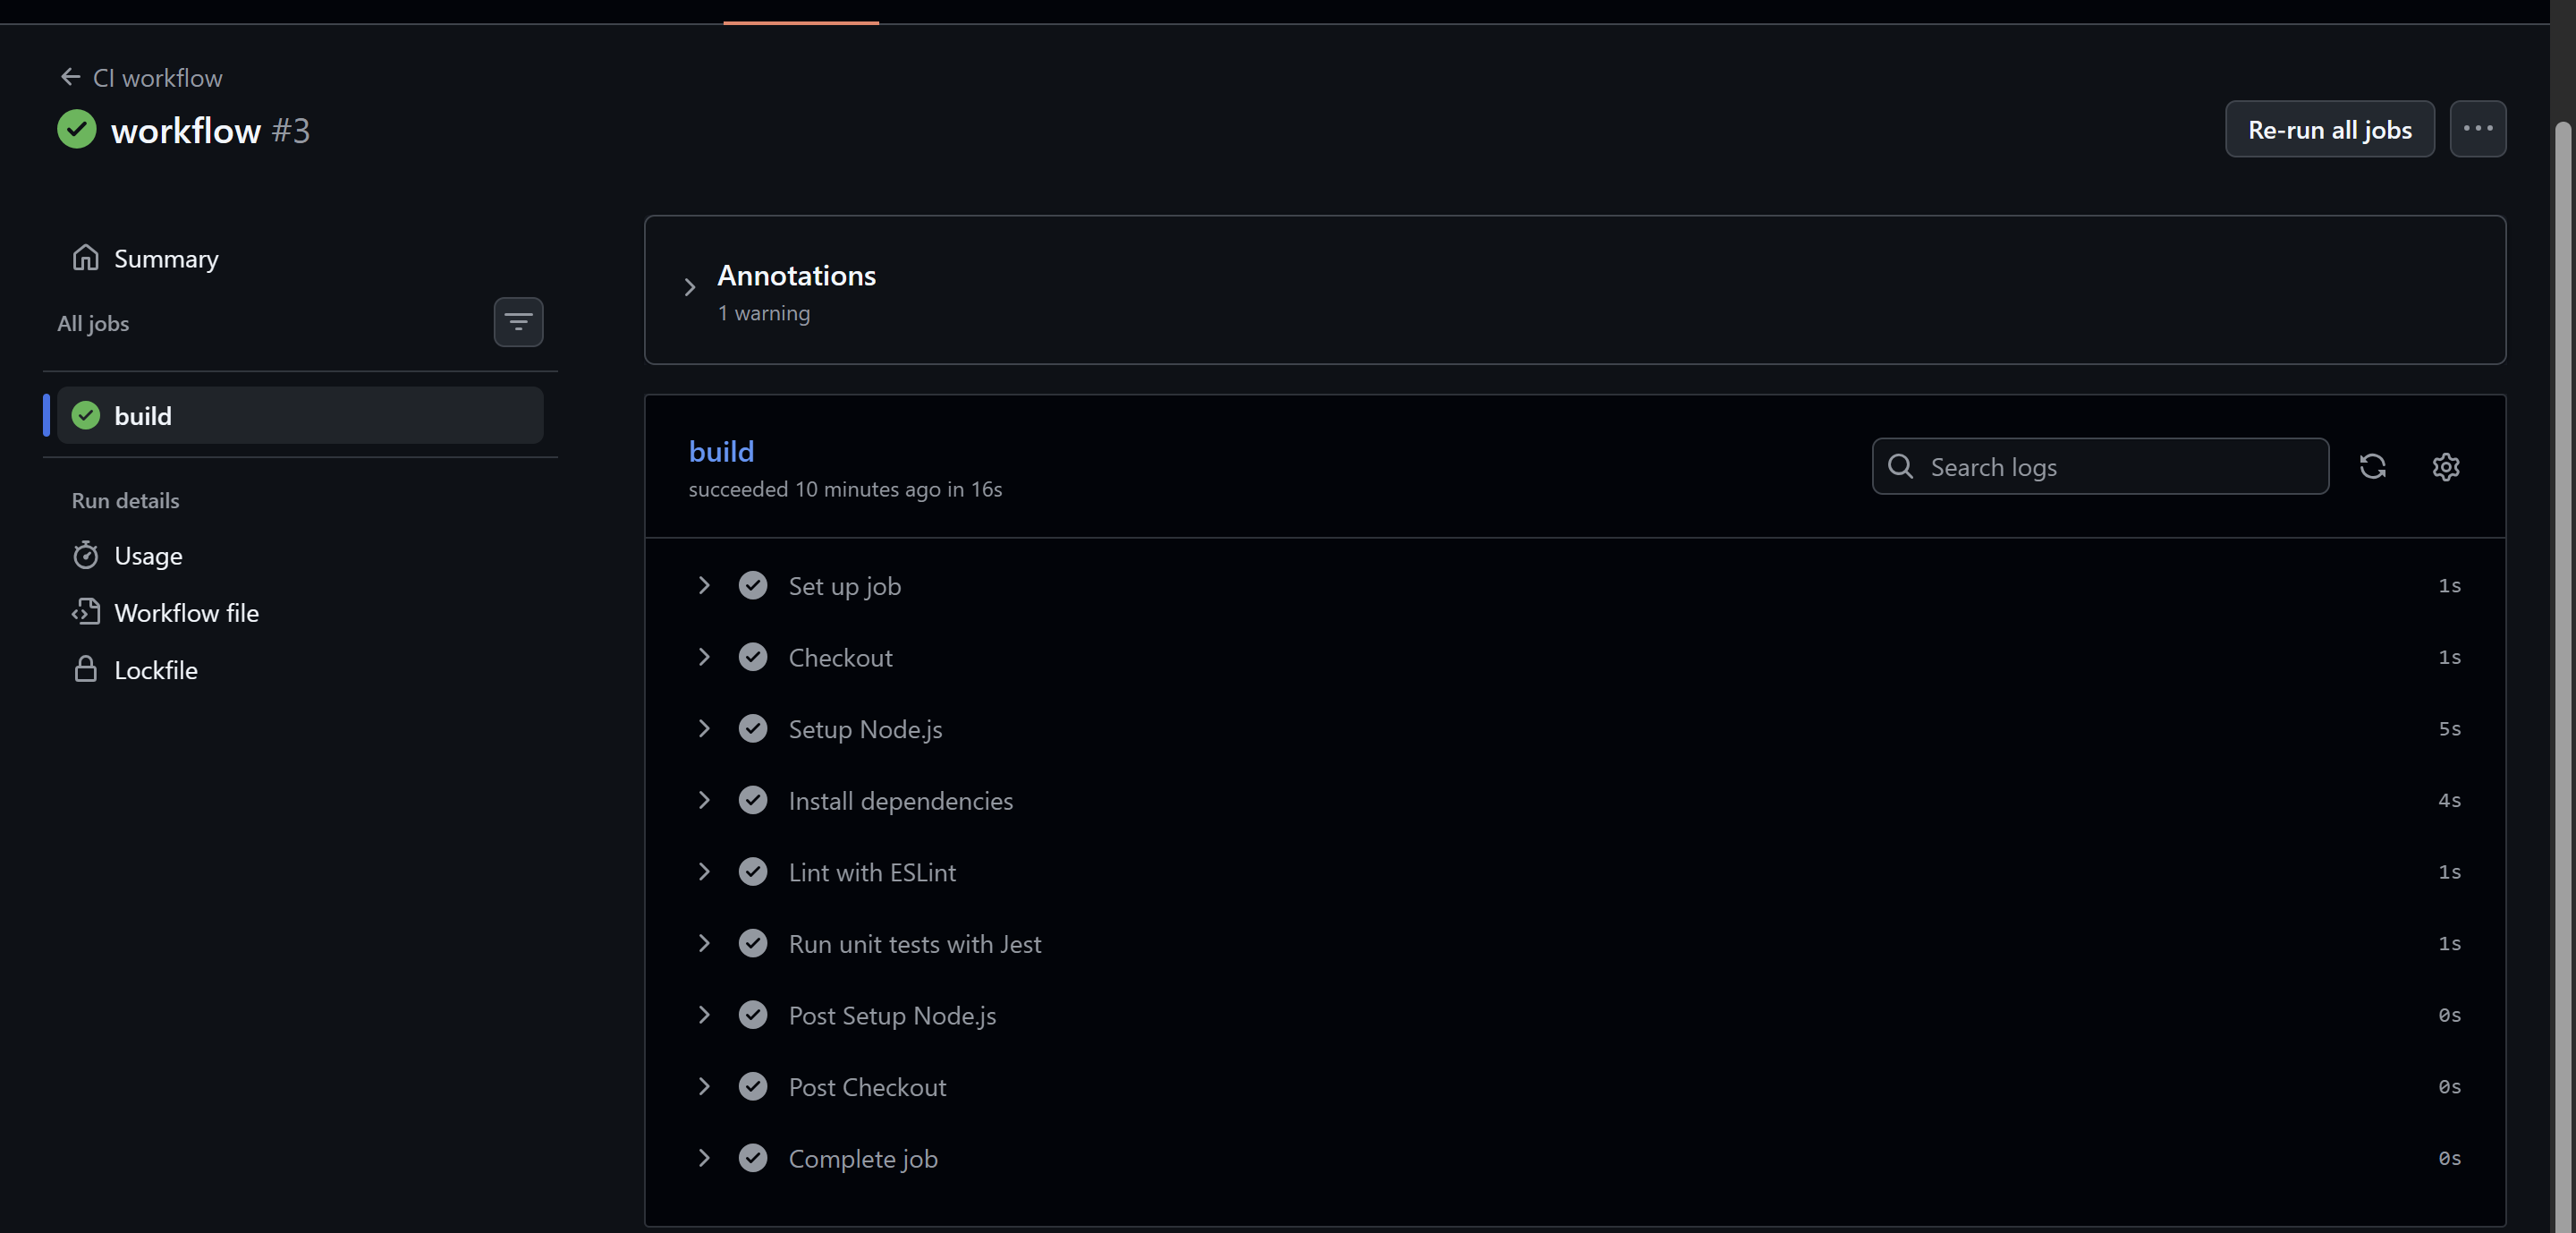 CI workflow
workflow #3
Re-run all jobs
Summary
All jobs
build
Run details
Usage
Workflow file
Lockfile
Annotations
1 warning
build
succeeded 10 minutes ago in 16s
Search logs
Set up job 1s
Checkout 1s
Setup Node.js 5s
Install dependencies 4s
Lint with ESLint 1s
Run unit tests with Jest 1s
Post Setup Node.js 0s
Post Checkout 0s
Complete job 0s